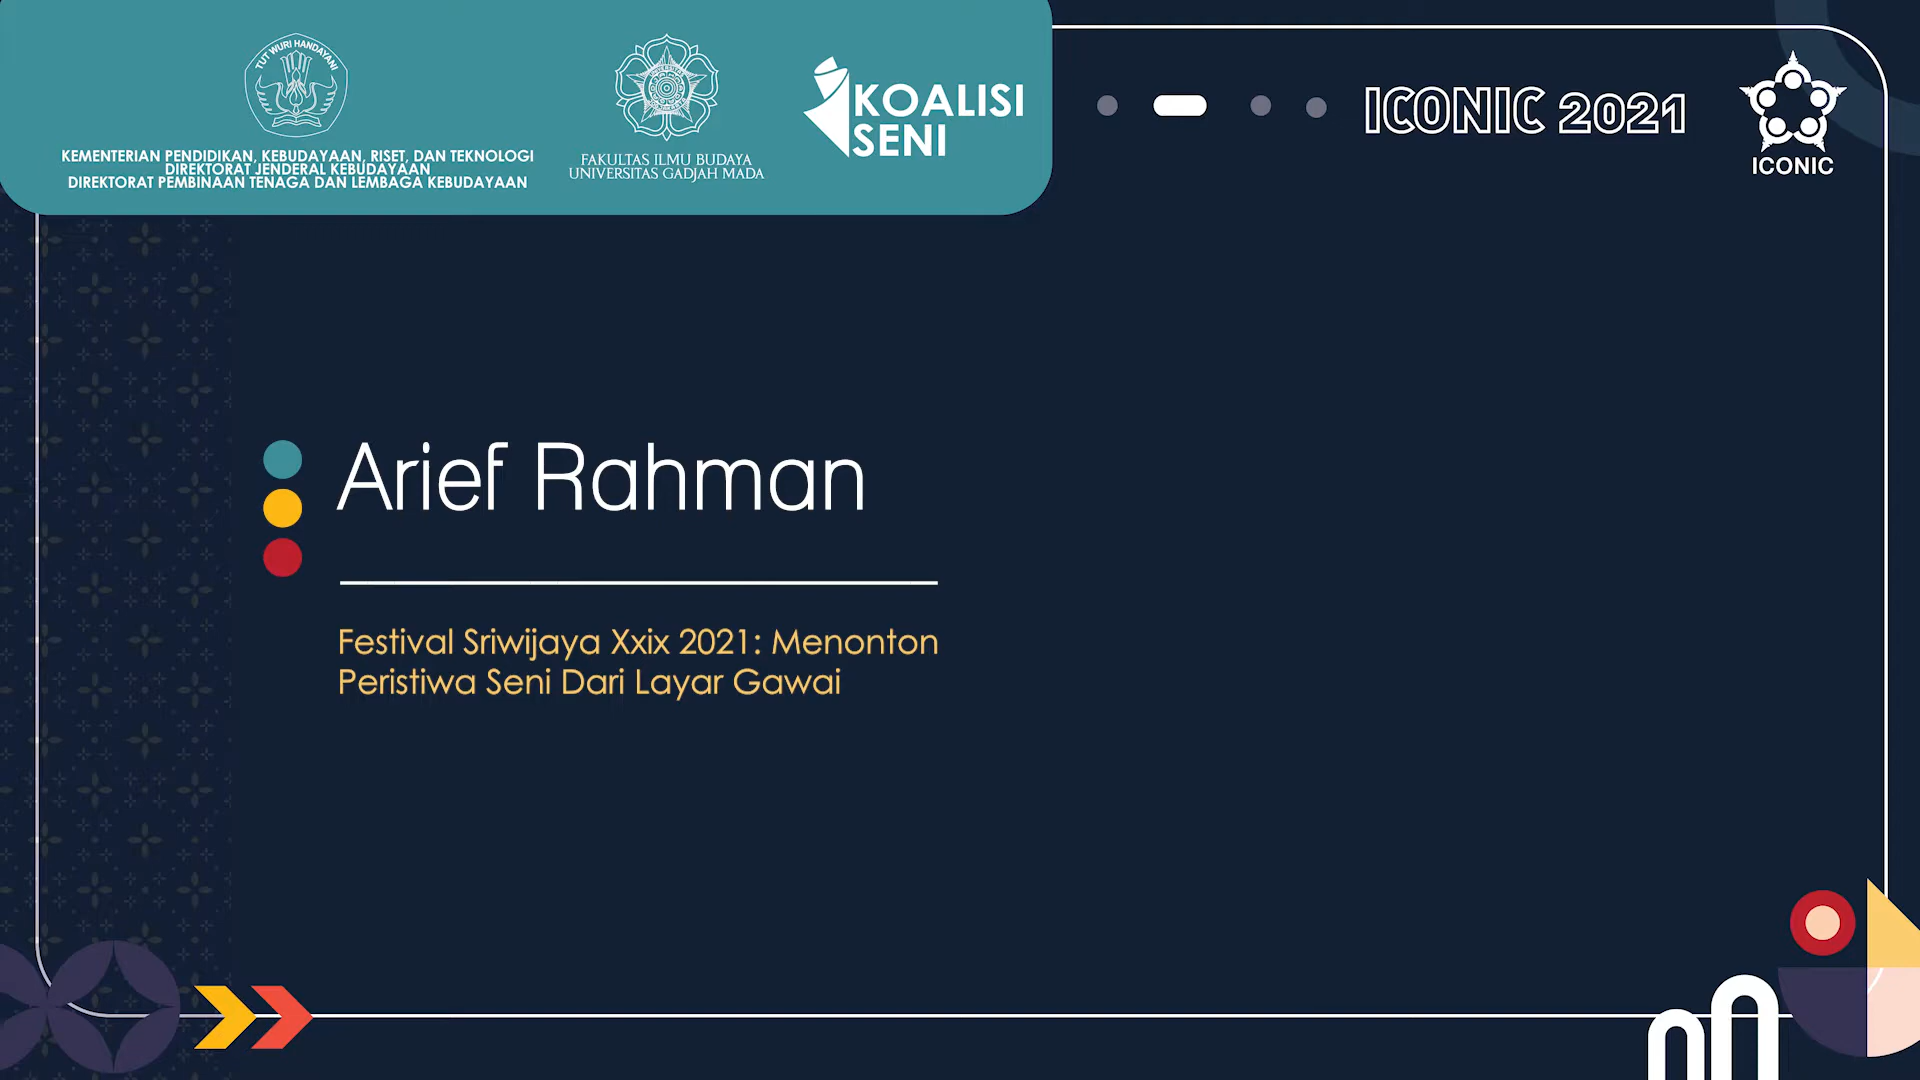 TUT WURI HANDAYANI
KEMENTERIAN PENDIDIKAN, KEBUDAYAAN, RISET, DAN TEKNOLOGI
DIREKTORAT JENDERAL KEBUDAYAAN
DIREKTORAT PEMBINAAN TENAGA DAN LEMBAGA KEBUDAYAAN
FAKULTAS ILMU BUDAYA
UNIVERSITAS GADJAH MADA
KOALISI
SENI
ICONIC 2021
ICONIC
Arief Rahman
Festival Sriwijaya Xxix 2021: Menonton
Peristiwa Seni Dari Layar Gawai